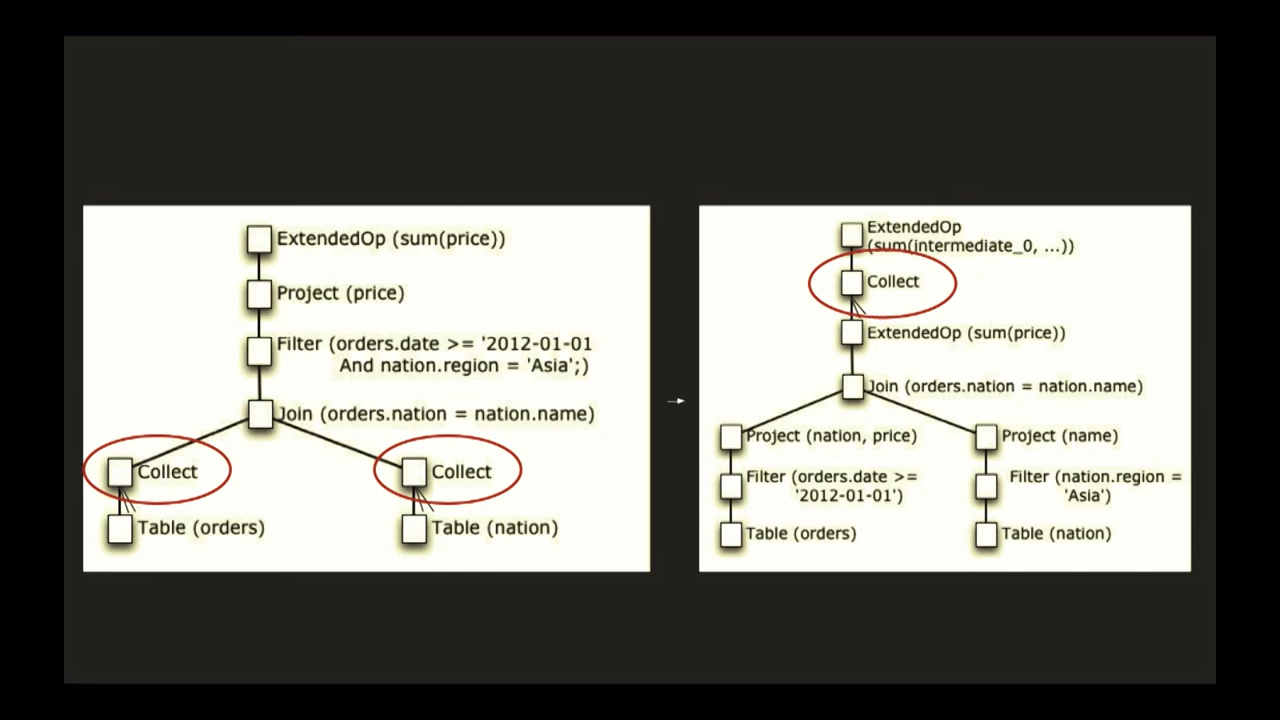 ExtendedOp (sum(price))
Project (price)
Filter (orders.date >= '2012-01-01
And nation.region = 'Asia';)
Join (orders.nation = nation.name)
Collect
Collect
Table (orders)
Table (nation)
ExtendedOp
(sum(intermediate_0, ...))
Collect
ExtendedOp (sum(price))
Join (orders.nation = nation.name)
Project (nation, price)
Project (name)
Filter (orders.date >=
'2012-01-01')
Filter (nation.region =
'Asia')
Table (orders)
Table (nation)